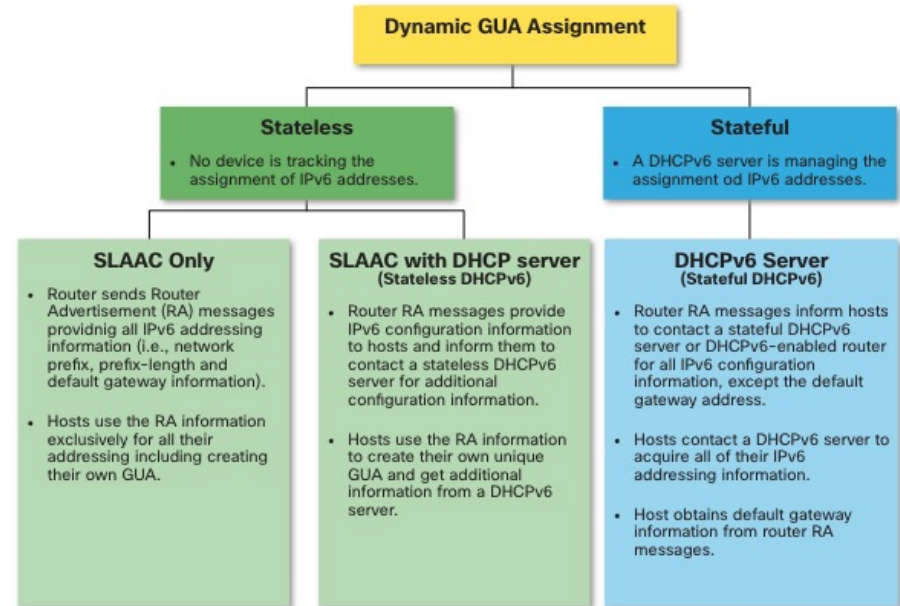 Dynamic GUA Assignment
Stateless
• No device is tracking the
assignment of IPv6 addresses.
Stateful
• A DHCPv6 server is managing the
assignment od IPv6 addresses.
SLAAC Only
• Router sends Router
Advertisement (RA) messages
providnig all IPv6 addressing
information (i.e., network
prefix, prefix-length and
default gateway information).
• Hosts use the RA information
exclusively for all their
addressing including creating
their own GUA.
SLAAC with DHCP server
(Stateless DHCPv6)
• Router RA messages provide
IPv6 configuration information
to hosts and inform them to
contact a stateless DHCPv6
server for additional
configuration information.
• Hosts use the RA information
to create their own unique
GUA and get additional
information from a DHCPv6
server.
DHCPv6 Server
(Stateful DHCPv6)
• Router RA messages inform hosts
to contact a stateful DHCPv6
server or DHCPv6-enabled router
for all IPv6 configuration
information, except the default
gateway address.
• Hosts contact a DHCPv6 server to
acquire all of their IPv6
addressing information.
• Host obtains default gateway
information from router RA
messages.